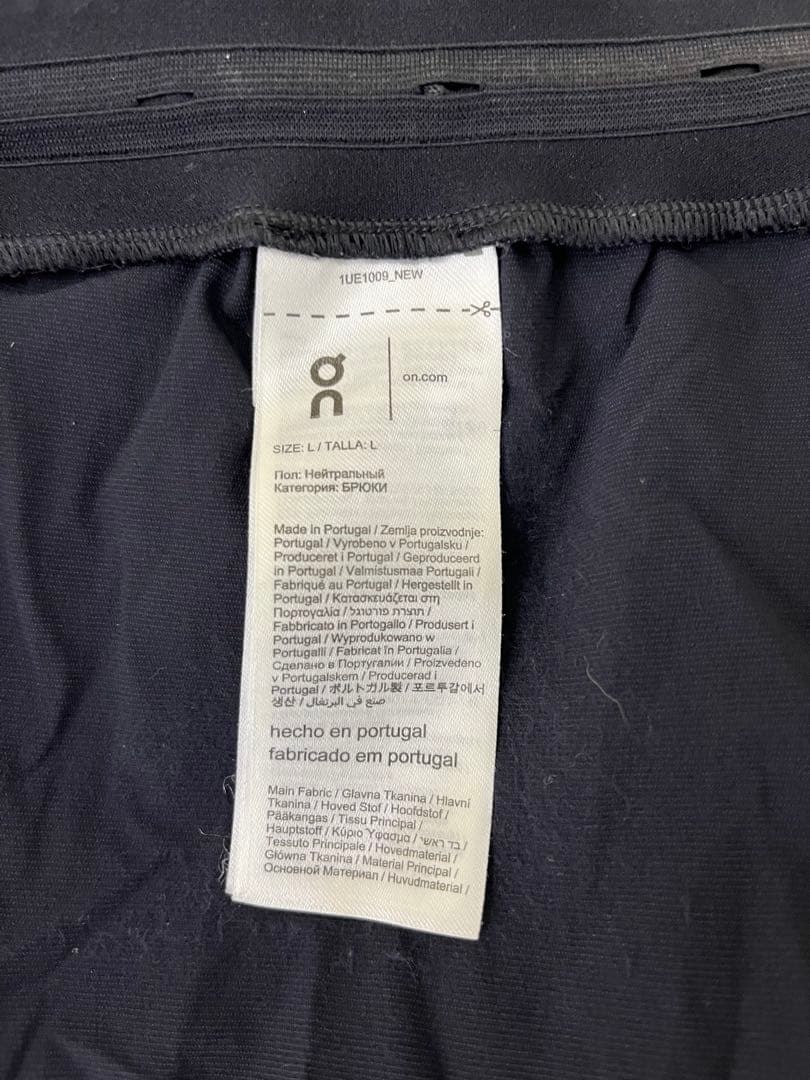 1UE1009_NEW
on
on.com
SIZE: L / TALLA: L
Пол: Нейтральный
Категория: БРЮКИ
Made in Portugal / Zemlja proizvodnje:
Portugal / Vyrobeno v Portugalsku /
Produceret i Portugal / Geproduceerd
in Portugal / Valmistusmaa Portugali /
Fabriqué au Portugal / Hergestellt in
Portugal / Κατασκευάζεται στη
Πορτογαλία / תוצרת פורטוגל /
Fabbricato in Portogallo / Produsert i
Portugal / Wyprodukowano w
Portugalii / Fabricat în Portugalia /
Сделано в Португалии / Proizvedeno
v Portugalskem / Producerad i
Portugal / ポルトガル製 / 포르투갈에서
생산 / صنع في البرتغال
hecho en portugal
fabricado em portugal
Main Fabric / Glavna Tkanina / Hlavní
Tkanina / Hoved Stof / Hoofdstof /
Pääkangas / Tissu Principal /
Hauptstoff / Κύριο Ύφασμα / בד ראשי /
Tessuto Principale / Hovedmaterial /
Główna Tkanina / Material Principal /
Основной Материал / Huvudmaterial /